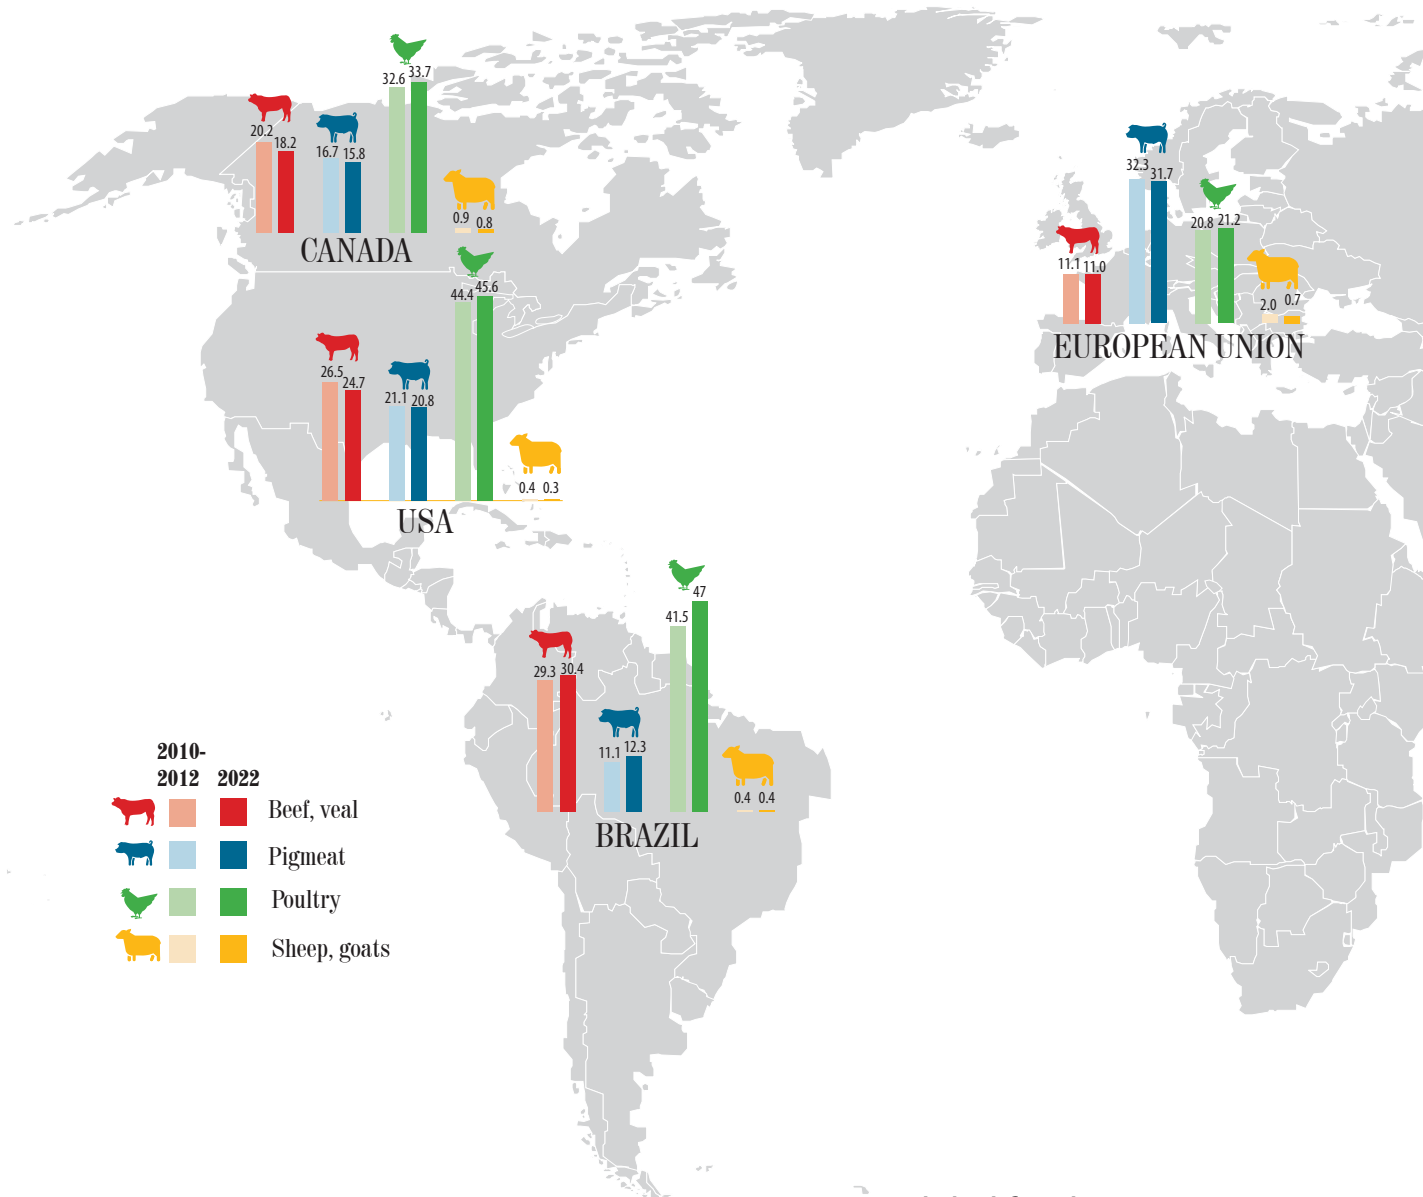 32.6 33.7
20.2 18.2
16.7 15.8
0.9 0.8
CANADA
32.3 31.7
20.8 21.2
11.1 11.0
2.0 0.7
EUROPEAN UNION
44.4 45.6
26.5 24.7
21.1 20.8
0.4 0.3
USA
41.5 47
29.3 30.4
11.1 12.3
0.4 0.4
BRAZIL
2010-
2012 2022
Beef, veal
Pigmeat
Poultry
Sheep, goats